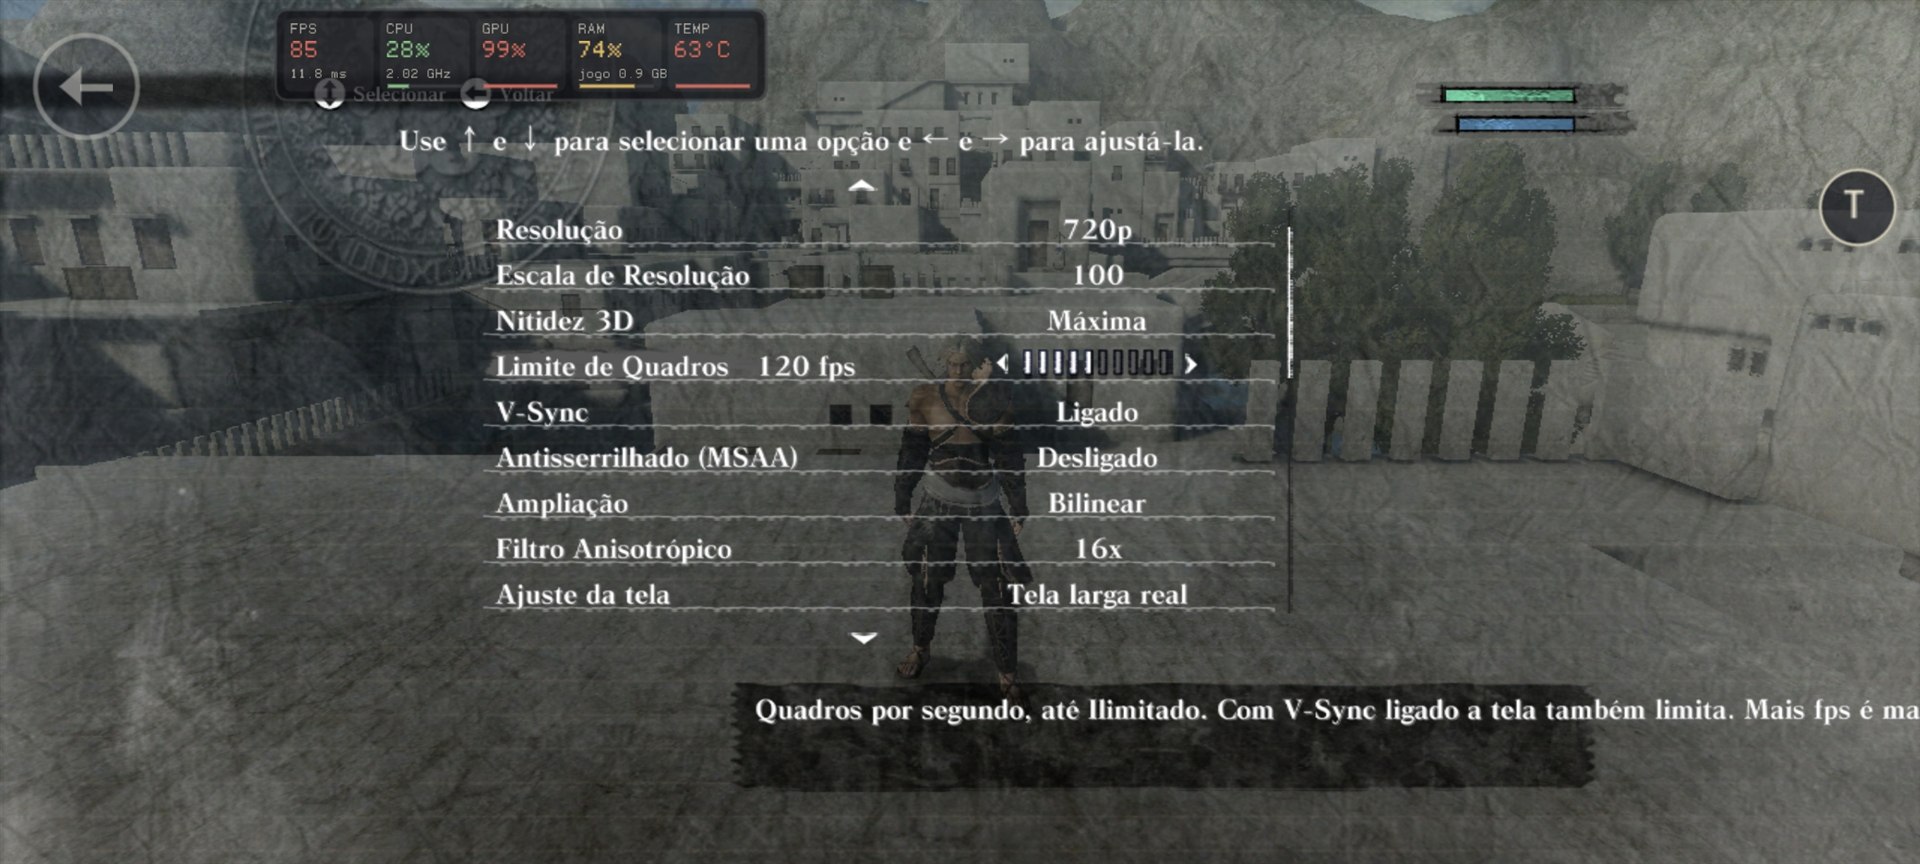 FPS CPU GPU RAM TEMP
85 28% 99% 74% 63°C
11.8 ms 2.02 GHz jogo 0.9 GB
Selecionar Voltar
Use ↑ e ↓ para selecionar uma opção e ← e → para ajustá-la.
T
Resolução 720p
Escala de Resolução 100
Nitidez 3D Máxima
Limite de Quadros 120 fps
V-Sync Ligado
Antisserrilhado (MSAA) Desligado
Ampliação Bilinear
Filtro Anisotrópico 16x
Ajuste da tela Tela larga real
Quadros por segundo, até Ilimitado. Com V-Sync ligado a tela também limita. Mais fps é ma